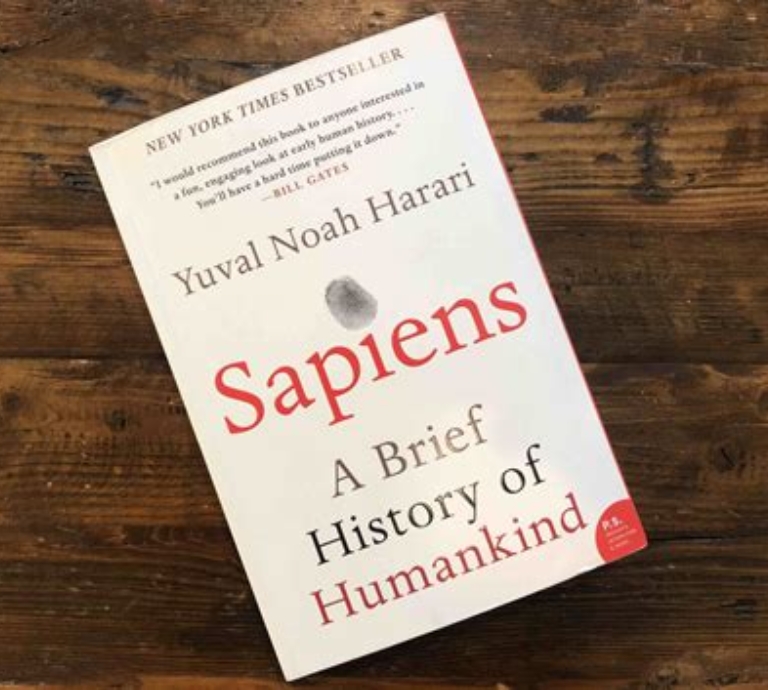 NEW YORK TIMES BESTSELLER
"I would recommend this book to anyone interested in
a fun, engaging look at early human history. . . .
You'll have a hard time putting it down."
—BILL GATES
Yuval Noah Harari
Sapiens
A Brief
History of
Humankind
P.S.